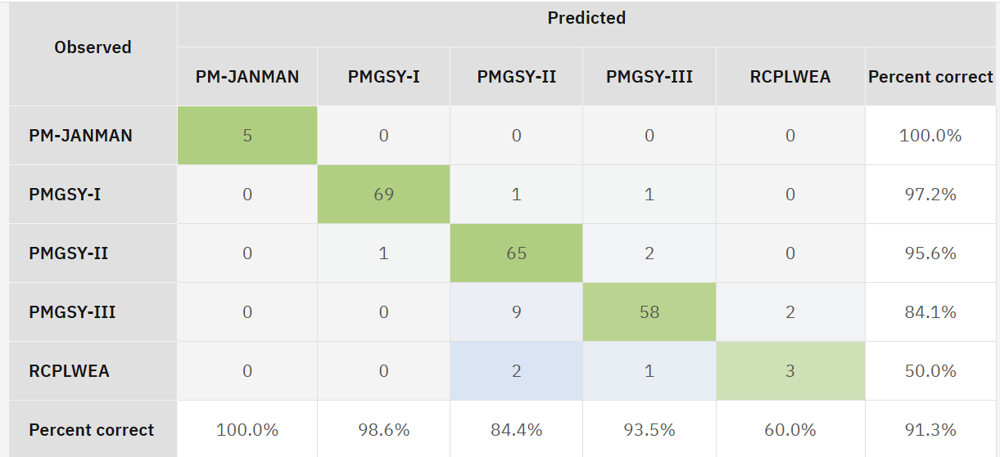 Predicted
Observed
PM-JANMAN PMGSY-I PMGSY-II PMGSY-III RCPLWEA Percent correct
PM-JANMAN 5 0 0 0 0 100.0%
PMGSY-I 0 69 1 1 0 97.2%
PMGSY-II 0 1 65 2 0 95.6%
PMGSY-III 0 0 9 58 2 84.1%
RCPLWEA 0 0 2 1 3 50.0%
Percent correct 100.0% 98.6% 84.4% 93.5% 60.0% 91.3%